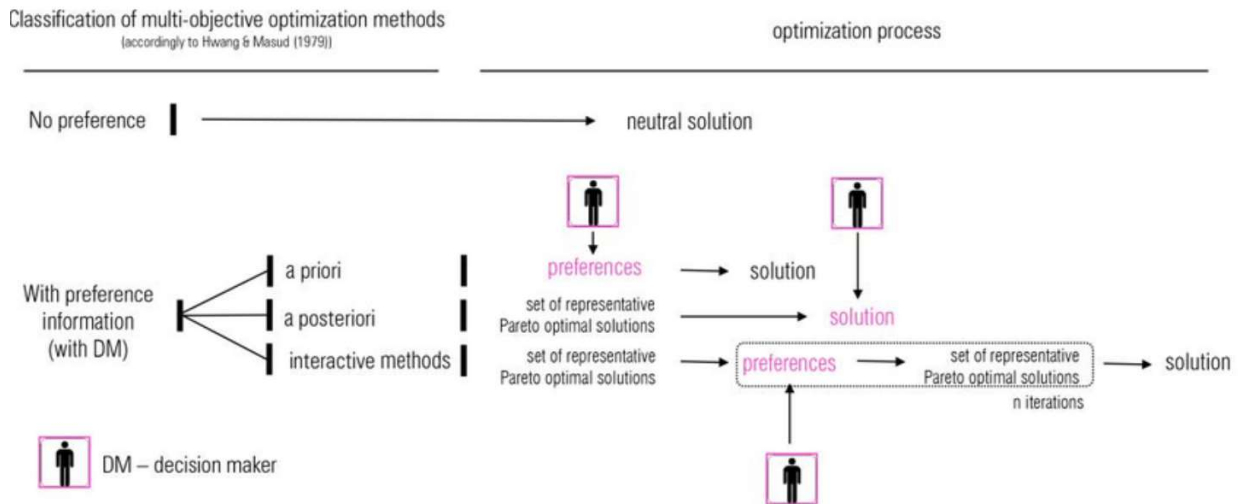 Classification of multi-objective optimization methods
(accordingly to Hwang & Masud (1979))
optimization process
No preference
neutral solution
a priori
preferences
solution
With preference
information
(with DM)
a posteriori
set of representative
Pareto optimal solutions
solution
interactive methods
set of representative
Pareto optimal solutions
preferences
set of representative
Pareto optimal solutions
n iterations
solution
DM – decision maker